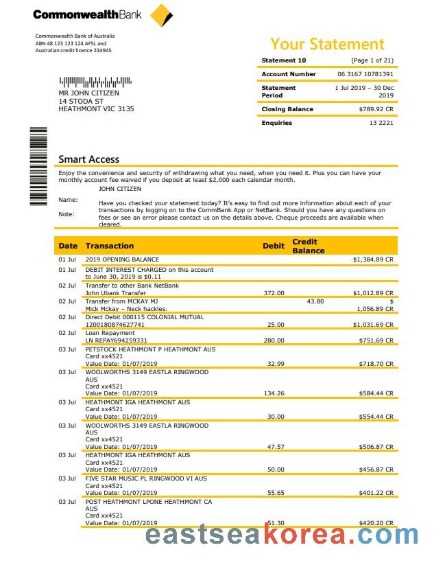 CommonwealthBank
Commonwealth Bank of Australia
ABN 48 123 123 124 AFSL and
Australian credit licence 234945
Your Statement
Statement 10 (Page 1 of 21)
Account Number 06 3167 10781391
Statement Period 1 Jul 2019 – 30 Dec 2019
Closing Balance $789.92 CR
Enquiries 13 2221
MR JOHN CITIZEN
14 STODA ST
HEATHMONT VIC 3135
Smart Access
Enjoy the convenience and security of withdrawing what you need, when you need it. Plus you can have your
monthly account fee waived if you deposit at least $2,000 each calendar month.
JOHN CITIZEN
Name:
Note: Have you checked your statement today? It's easy to find out more information about each of your
transactions by logging on to the CommBank App or NetBank. Should you have any questions on
fees or see an error please contact us on the details above. Cheque proceeds are available when
cleared.
Date Transaction Debit Credit Balance
01 Jul 2019 OPENING BALANCE $1,384.89 CR
01 Jul DEBIT INTEREST CHARGED on this account
to June 30, 2019 is $0.11
02 Jul Transfer to other Bank NetBank
John Ubank Transfer 372.00 $1,012.89 CR
02 Jul Transfer from MCKAY MJ 43.80 $
Mick Mckay – Neck hackles. 1,056.89 CR
02 Jul Direct Debit 000115 COLONIAL MUTUAL
1200180874627741 25.00 $1,031.69 CR
02 Jul Loan Repayment
LN REPAY694259331 280.00 $751.69 CR
03 Jul PETSTOCK HEATHMONT P HEATHMONT AUS
Card xx4521
Value Date: 01/07/2019 32.99 $718.70 CR
03 Jul WOOLWORTHS 3149 EASTLA RINGWOOD
AUS
Card xx4521
Value Date: 01/07/2019 134.26 $584.44 CR
03 Jul HEATHMONT IGA HEATHMONT AUS
Card xx4521
Value Date: 01/07/2019 30.00 $554.44 CR
03 Jul WOOLWORTHS 3149 EASTLA RINGWOOD
AUS
Card xx4521
Value Date: 01/07/2019 47.57 $506.87 CR
03 Jul HEATHMONT IGA HEATHMONT AUS
Card xx4521
Value Date: 01/07/2019 50.00 $456.87 CR
03 Jul FIVE STAR MUSIC PL RINGWOOD VI AUS
Card xx4521
Value Date: 01/07/2019 55.65 $401.22 CR
03 Jul POST HEATHMONT LPONE HEATHMONT CA
AUS
Card xx4521
Value Date: 01/07/2019 51.30 $420.20 CR
eastseakorea.com